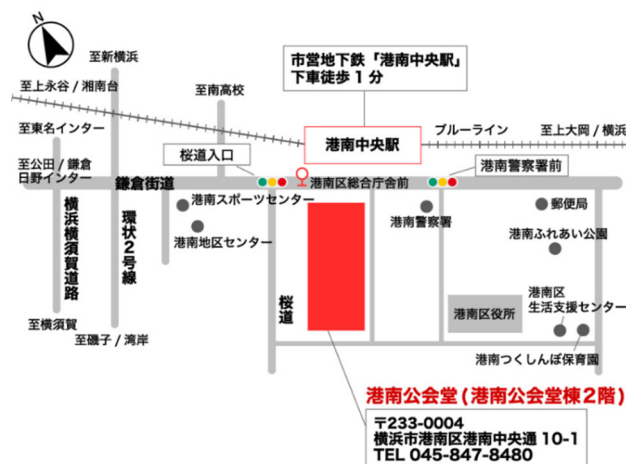 N
至新横浜
市営地下鉄「港南中央駅」
下車徒歩1分
至上永谷/湘南台
至南高校
至東名インター
港南中央駅
ブルーライン
至上大岡/横浜
桜道入口
至公田/鎌倉
日野インター
鎌倉街道
港南区総合庁舎前
港南警察署前
港南スポーツセンター
港南地区センター
港南警察署
郵便局
港南ふれあい公園
横浜横須賀道路
環状2号線
桜道
港南区役所
港南区
生活支援センター
至横須賀
至磯子/湾岸
港南つくしんぼ保育園
港南公会堂(港南公会堂棟2階)
〒233-0004
横浜市港南区港南中央通10-1
TEL 045-847-8480